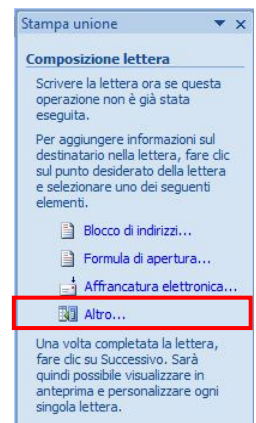 Stampa unione
Composizione lettera
Scrivere la lettera ora se questa
operazione non è già stata
eseguita.
Per aggiungere informazioni sul
destinatario nella lettera, fare clic
sul punto desiderato della lettera
e selezionare uno dei seguenti
elementi.
Blocco di indirizzi...
Formula di apertura...
Affrancatura elettronica...
Altro...
Una volta completata la lettera,
fare clic su Successivo. Sarà
quindi possibile visualizzare in
anteprima e personalizzare ogni
singola lettera.